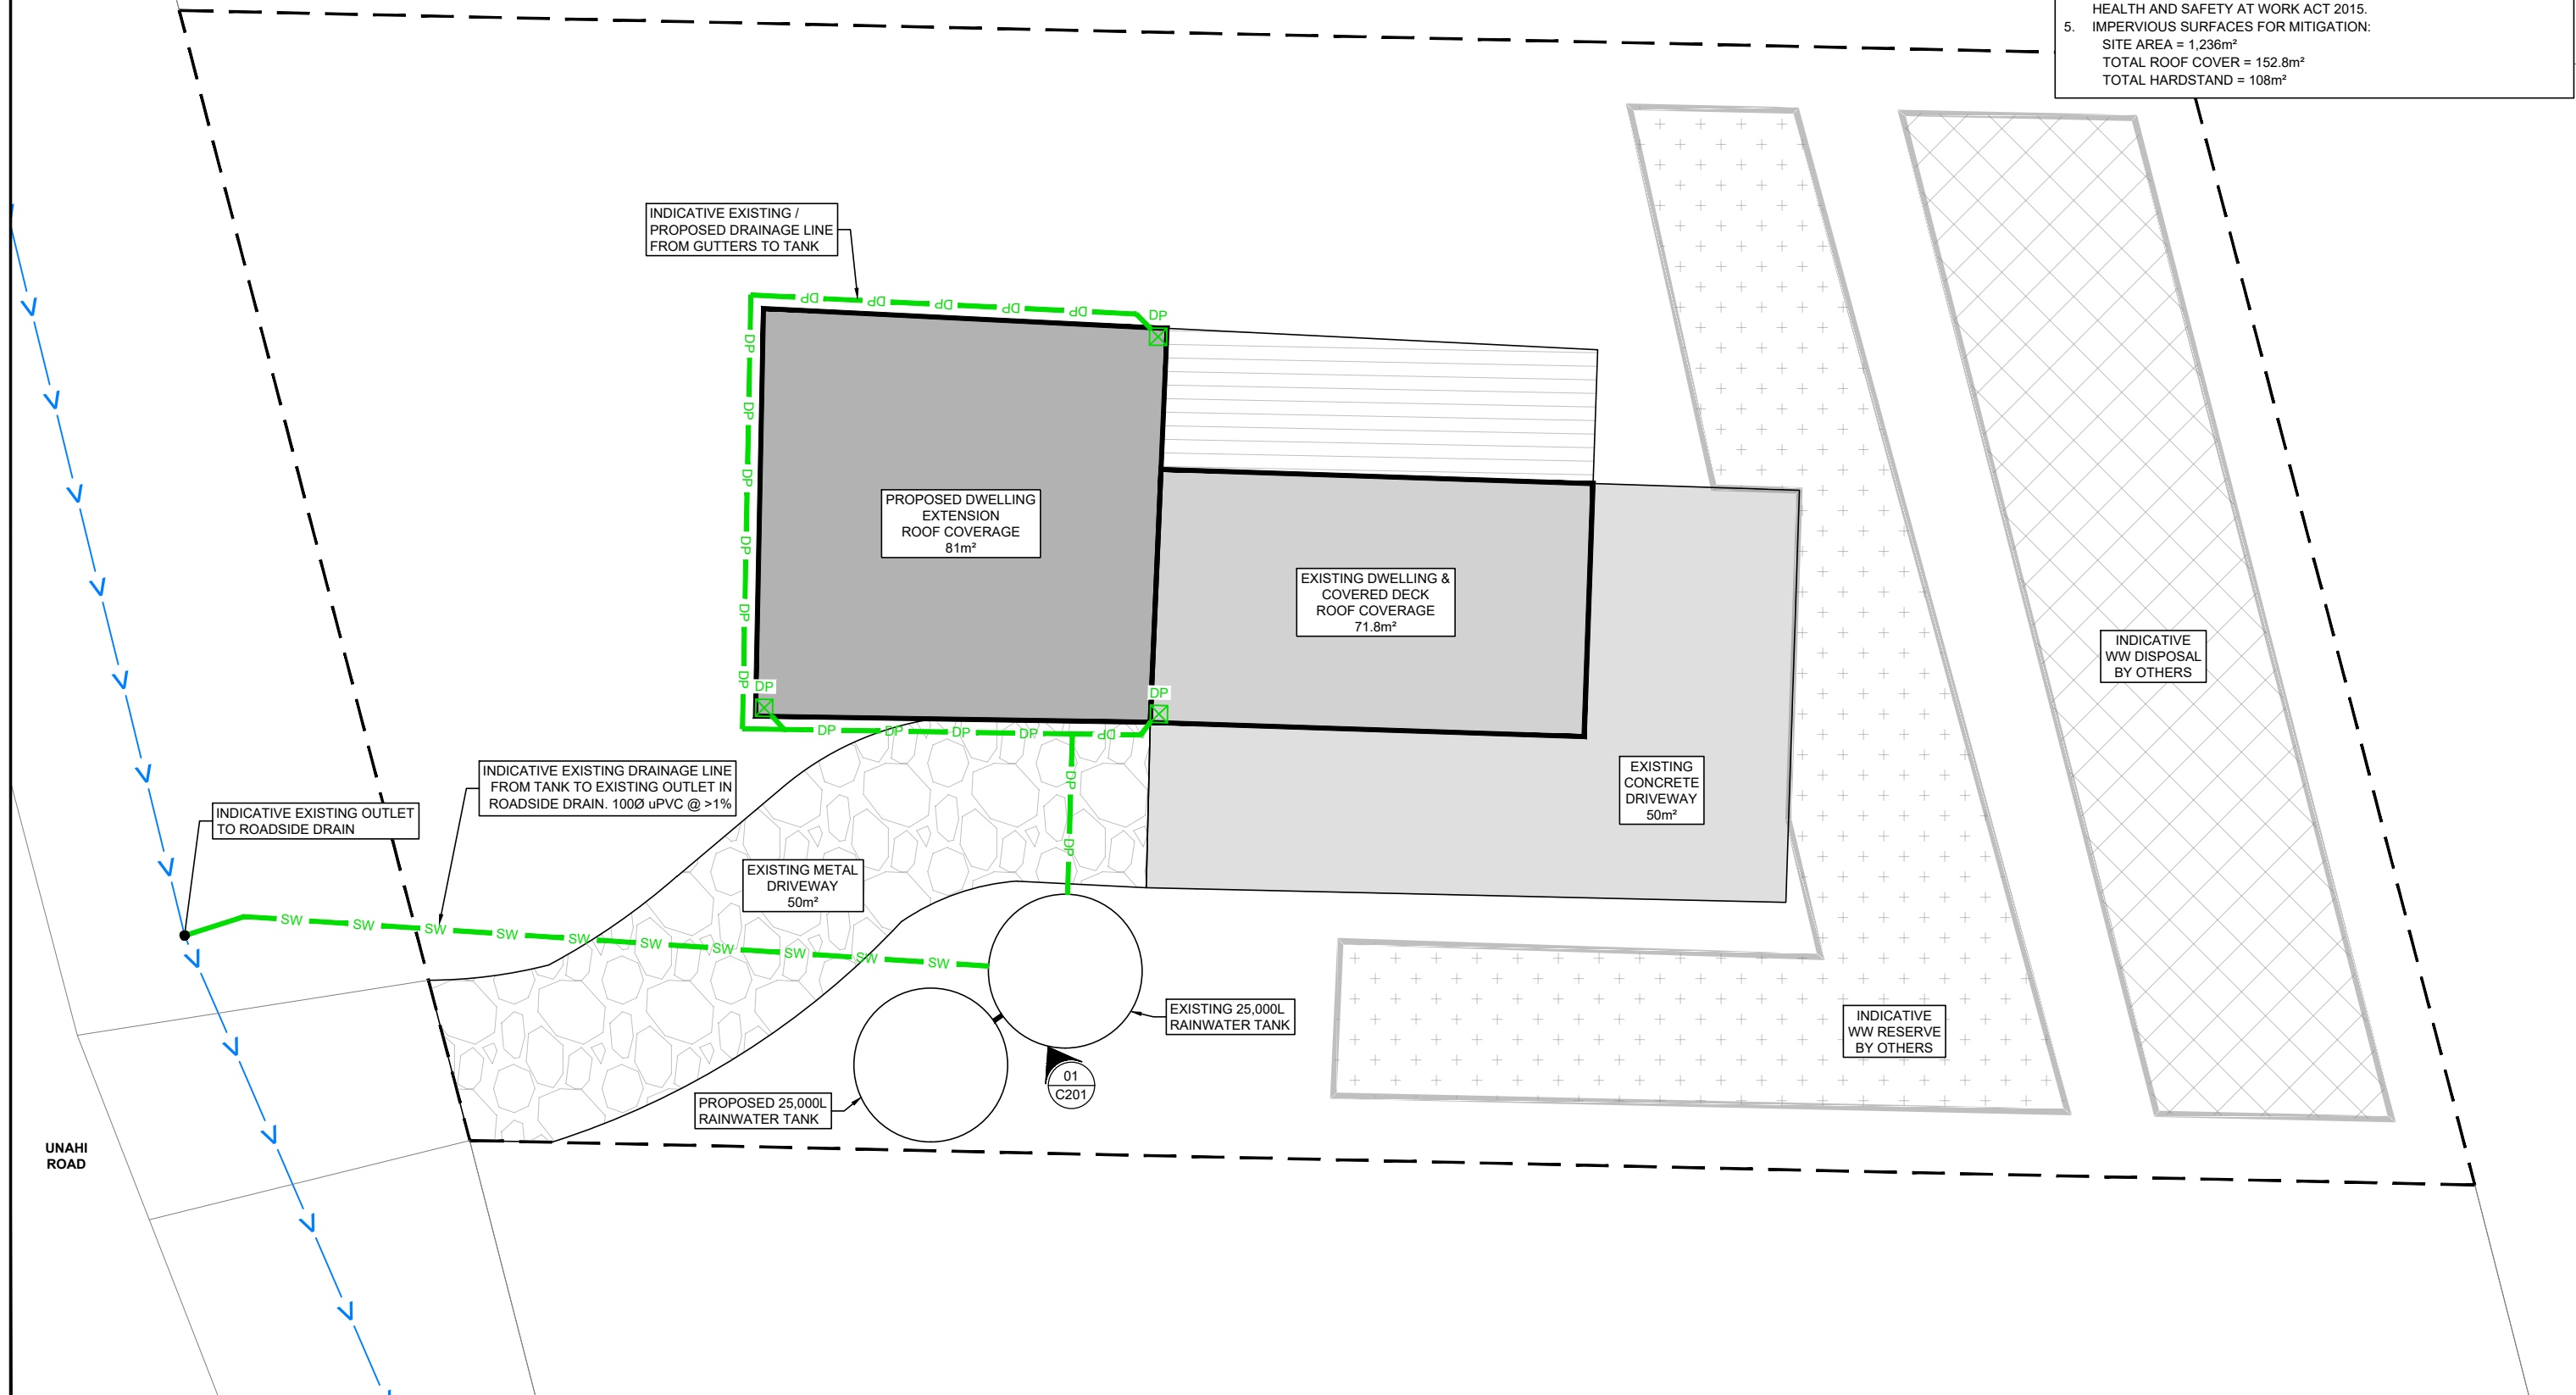 HEALTH AND SAFETY AT WORK ACT 2015.
5. IMPERVIOUS SURFACES FOR MITIGATION:
SITE AREA = 1,236m²
TOTAL ROOF COVER = 152.8m²
TOTAL HARDSTAND = 108m²
INDICATIVE EXISTING /
PROPOSED DRAINAGE LINE
FROM GUTTERS TO TANK
DP DP DP DP DP
DP
DP
DP
DP
DP
DP
DP
PROPOSED DWELLING
EXTENSION
ROOF COVERAGE
81m²
EXISTING DWELLING &
COVERED DECK
ROOF COVERAGE
71.8m²
INDICATIVE
WW DISPOSAL
BY OTHERS
DP
DP
DP DP DP DP DP
DP
DP
EXISTING
CONCRETE
DRIVEWAY
50m²
INDICATIVE EXISTING DRAINAGE LINE
FROM TANK TO EXISTING OUTLET IN
ROADSIDE DRAIN. 100Ø uPVC @ >1%
INDICATIVE EXISTING OUTLET
TO ROADSIDE DRAIN
EXISTING METAL
DRIVEWAY
50m²
SW SW SW SW SW SW SW SW SW SW
EXISTING 25,000L
RAINWATER TANK
INDICATIVE
WW RESERVE
BY OTHERS
01
C201
PROPOSED 25,000L
RAINWATER TANK
UNAHI
ROAD